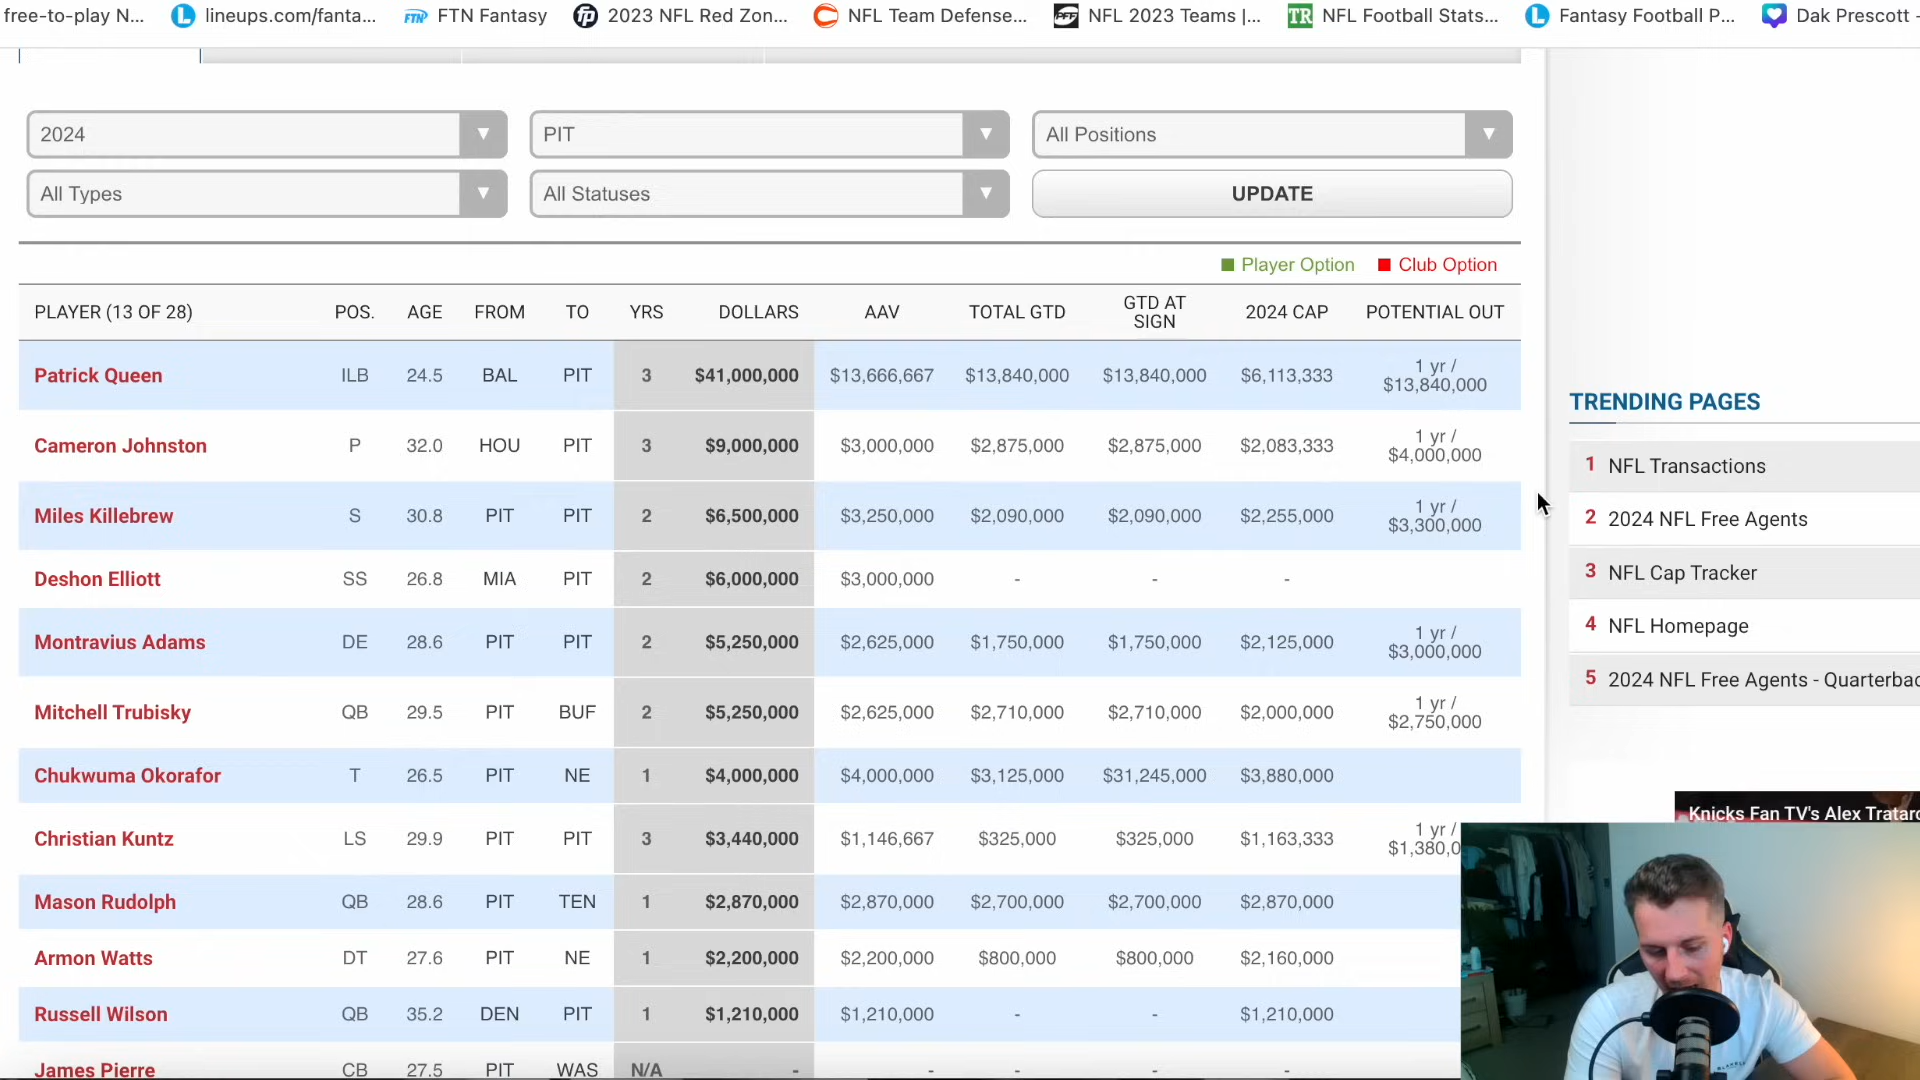 free-to-play N... lineups.com/fanta... FTN FTN Fantasy fp 2023 NFL Red Zon... NFL Team Defense... PFF NFL 2023 Teams |... TR NFL Football Stats... Fantasy Football P... Dak Prescott -
2024 PIT All Positions
All Types All Statuses UPDATE
Player Option Club Option
PLAYER (13 OF 28) POS. AGE FROM TO YRS DOLLARS AAV TOTAL GTD GTD AT SIGN 2024 CAP POTENTIAL OUT
Patrick Queen ILB 24.5 BAL PIT 3 $41,000,000 $13,666,667 $13,840,000 $13,840,000 $6,113,333 1 yr / $13,840,000
Cameron Johnston P 32.0 HOU PIT 3 $9,000,000 $3,000,000 $2,875,000 $2,875,000 $2,083,333 1 yr / $4,000,000
Miles Killebrew S 30.8 PIT PIT 2 $6,500,000 $3,250,000 $2,090,000 $2,090,000 $2,255,000 1 yr / $3,300,000
Deshon Elliott SS 26.8 MIA PIT 2 $6,000,000 $3,000,000 - - -
Montravius Adams DE 28.6 PIT PIT 2 $5,250,000 $2,625,000 $1,750,000 $1,750,000 $2,125,000 1 yr / $3,000,000
Mitchell Trubisky QB 29.5 PIT BUF 2 $5,250,000 $2,625,000 $2,710,000 $2,710,000 $2,000,000 1 yr / $2,750,000
Chukwuma Okorafor T 26.5 PIT NE 1 $4,000,000 $4,000,000 $3,125,000 $31,245,000 $3,880,000
Christian Kuntz LS 29.9 PIT PIT 3 $3,440,000 $1,146,667 $325,000 $325,000 $1,163,333 1 yr / $1,380,0
Mason Rudolph QB 28.6 PIT TEN 1 $2,870,000 $2,870,000 $2,700,000 $2,700,000 $2,870,000
Armon Watts DT 27.6 PIT NE 1 $2,200,000 $2,200,000 $800,000 $800,000 $2,160,000
Russell Wilson QB 35.2 DEN PIT 1 $1,210,000 $1,210,000 - - $1,210,000
James Pierre CB 27.5 PIT WAS N/A - - - - -
TRENDING PAGES
1 NFL Transactions
2 2024 NFL Free Agents
3 NFL Cap Tracker
4 NFL Homepage
5 2024 NFL Free Agents - Quarterbac
Knicks Fan TV's Alex Trataro